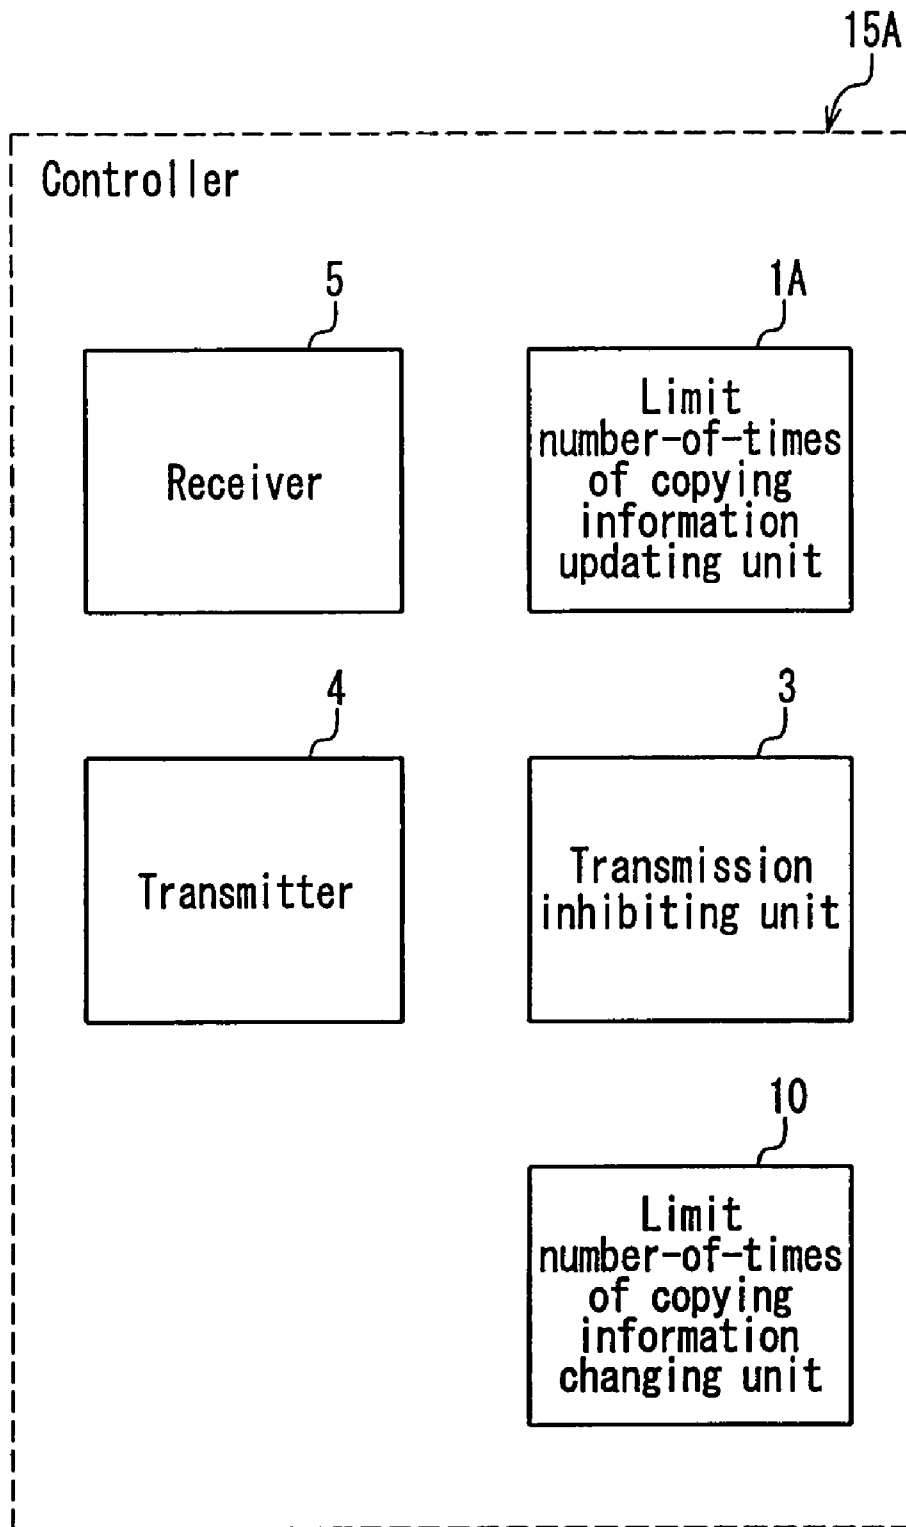 15A
Controller
5
Receiver
1A
Limit
number-of-times
of copying
information
updating unit
4
Transmitter
3
Transmission
inhibiting unit
10
Limit
number-of-times
of copying
information
changing unit